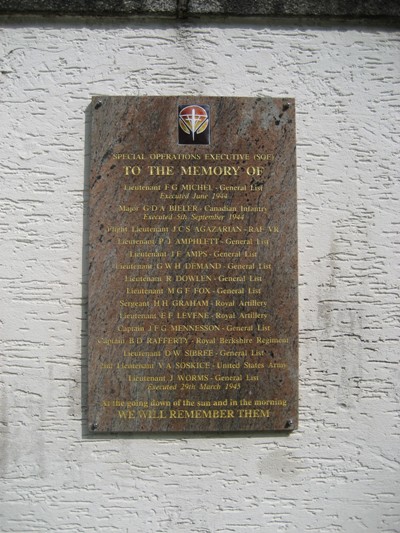 SPECIAL OPERATIONS EXECUTIVE (SOE)
TO THE MEMORY OF
Lieutenant F G MICHEL - General List
Executed June 1944
Major G D A BIELER - Canadian Infantry
Executed 5th September 1944
Flight Lieutenant J C S AGAZARIAN - RAF VR
Lieutenant P J AMPHLETT - General List
Lieutenant J F AMPS - General List
Lieutenant G W H DEMAND - General List
Lieutenant R DOWLEN - General List
Lieutenant M G F FOX - General List
Sergeant H H GRAHAM - Royal Artillery
Lieutenant E F LEVENE - Royal Artillery
Captain J F G MENNESSON - General List
Captain B D RAFFERTY - Royal Berkshire Regiment
Lieutenant O W SIBREE - General List
2nd Lieutenant V A SOSKICE - United States Army
Lieutenant J WORMS - General List
Executed 29th March 1945
At the going down of the sun and in the morning
WE WILL REMEMBER THEM